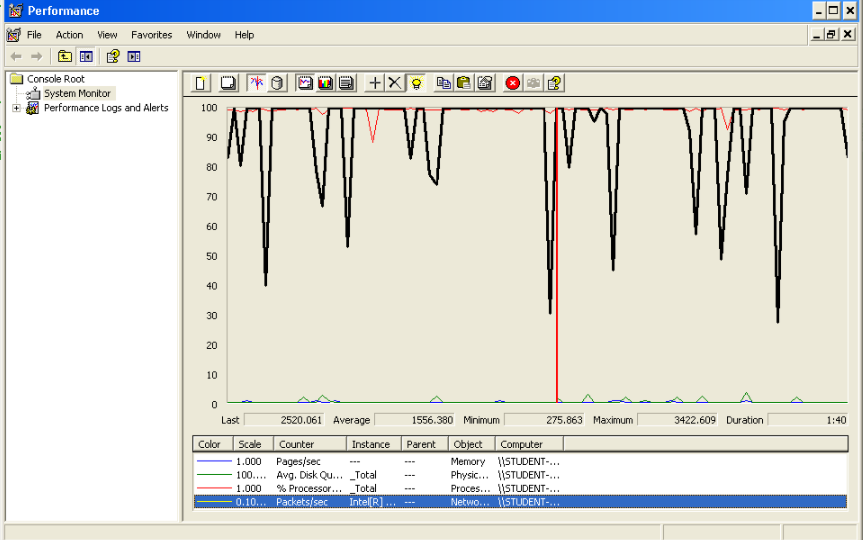 Performance
File Action View Favorites Window Help
Console Root
System Monitor
Performance Logs and Alerts
100
90
80
70
60
50
40
30
20
10
0
Last 2520.061 Average 1556.380 Minimum 275.863 Maximum 3422.609 Duration 1:40
Color Scale Counter Instance Parent Object Computer
1.000 Pages/sec --- --- Memory \\STUDENT-...
100.... Avg. Disk Qu... _Total --- Physic... \\STUDENT-...
1.000 % Processor... _Total --- Proces... \\STUDENT-...
0.10... Packets/sec Intel[R] ... --- Netwo... \\STUDENT-...